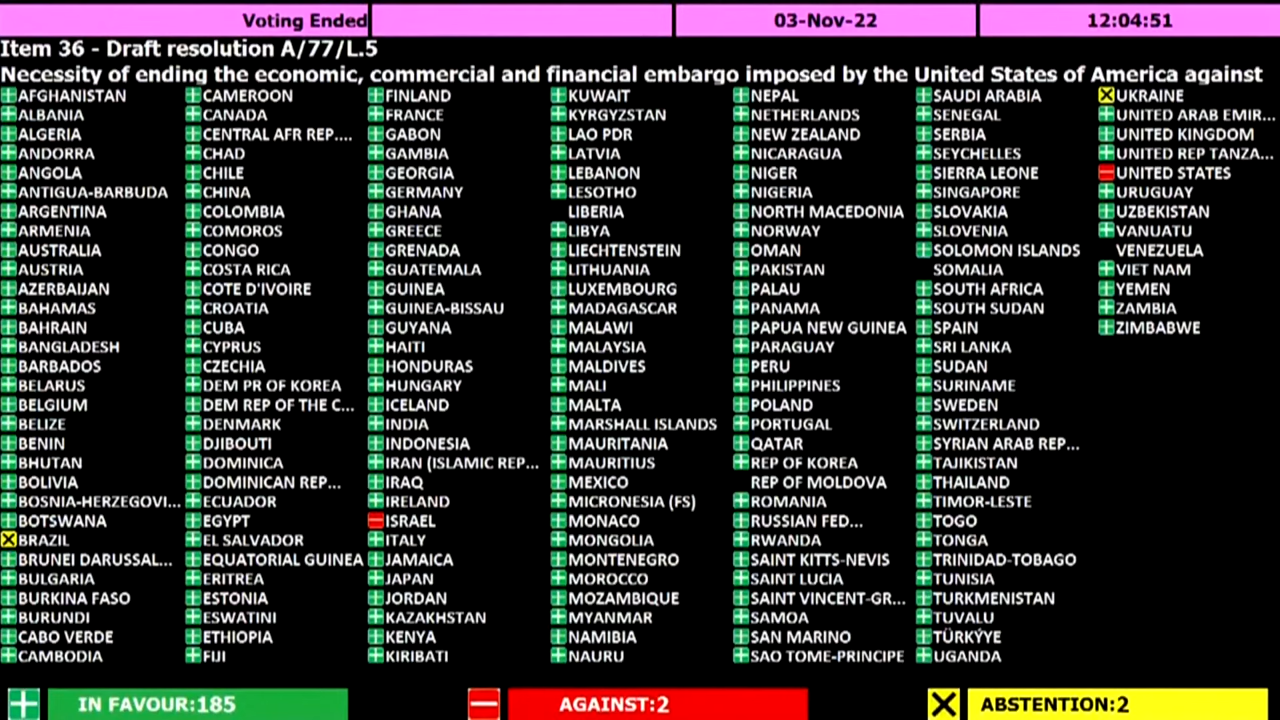 Voting Ended 03-Nov-22 12:04:51
Item 36 - Draft resolution A/77/L.5
Necessity of ending the economic, commercial and financial embargo imposed by the United States of America against
AFGHANISTAN
ALBANIA
ALGERIA
ANDORRA
ANGOLA
ANTIGUA-BARBUDA
ARGENTINA
ARMENIA
AUSTRALIA
AUSTRIA
AZERBAIJAN
BAHAMAS
BAHRAIN
BANGLADESH
BARBADOS
BELARUS
BELGIUM
BELIZE
BENIN
BHUTAN
BOLIVIA
BOSNIA-HERZEGOVI...
BOTSWANA
BRAZIL
BRUNEI DARUSSAL...
BULGARIA
BURKINA FASO
BURUNDI
CABO VERDE
CAMBODIA
CAMEROON
CANADA
CENTRAL AFR REP....
CHAD
CHILE
CHINA
COLOMBIA
COMOROS
CONGO
COSTA RICA
COTE D'IVOIRE
CROATIA
CUBA
CYPRUS
CZECHIA
DEM PR OF KOREA
DEM REP OF THE C...
DENMARK
DJIBOUTI
DOMINICA
DOMINICAN REP...
ECUADOR
EGYPT
EL SALVADOR
EQUATORIAL GUINEA
ERITREA
ESTONIA
ESWATINI
ETHIOPIA
FIJI
FINLAND
FRANCE
GABON
GAMBIA
GEORGIA
GERMANY
GHANA
GREECE
GRENADA
GUATEMALA
GUINEA
GUINEA-BISSAU
GUYANA
HAITI
HONDURAS
HUNGARY
ICELAND
INDIA
INDONESIA
IRAN (ISLAMIC REP...
IRAQ
IRELAND
ISRAEL
ITALY
JAMAICA
JAPAN
JORDAN
KAZAKHSTAN
KENYA
KIRIBATI
KUWAIT
KYRGYZSTAN
LAO PDR
LATVIA
LEBANON
LESOTHO
LIBERIA
LIBYA
LIECHTENSTEIN
LITHUANIA
LUXEMBOURG
MADAGASCAR
MALAWI
MALAYSIA
MALDIVES
MALI
MALTA
MARSHALL ISLANDS
MAURITANIA
MAURITIUS
MEXICO
MICRONESIA (FS)
MONACO
MONGOLIA
MONTENEGRO
MOROCCO
MOZAMBIQUE
MYANMAR
NAMIBIA
NAURU
NEPAL
NETHERLANDS
NEW ZEALAND
NICARAGUA
NIGER
NIGERIA
NORTH MACEDONIA
NORWAY
OMAN
PAKISTAN
PALAU
PANAMA
PAPUA NEW GUINEA
PARAGUAY
PERU
PHILIPPINES
POLAND
PORTUGAL
QATAR
REP OF KOREA
REP OF MOLDOVA
ROMANIA
RUSSIAN FED...
RWANDA
SAINT KITTS-NEVIS
SAINT LUCIA
SAINT VINCENT-GR...
SAMOA
SAN MARINO
SAO TOME-PRINCIPE
SAUDI ARABIA
SENEGAL
SERBIA
SEYCHELLES
SIERRA LEONE
SINGAPORE
SLOVAKIA
SLOVENIA
SOLOMON ISLANDS
SOMALIA
SOUTH AFRICA
SOUTH SUDAN
SPAIN
SRI LANKA
SUDAN
SURINAME
SWEDEN
SWITZERLAND
SYRIAN ARAB REP...
TAJIKISTAN
THAILAND
TIMOR-LESTE
TOGO
TONGA
TRINIDAD-TOBAGO
TUNISIA
TURKMENISTAN
TUVALU
TÜRKÝYE
UGANDA
UKRAINE
UNITED ARAB EMIR...
UNITED KINGDOM
UNITED REP TANZA...
UNITED STATES
URUGUAY
UZBEKISTAN
VANUATU
VENEZUELA
VIET NAM
YEMEN
ZAMBIA
ZIMBABWE
IN FAVOUR:185 AGAINST:2 ABSTENTION:2